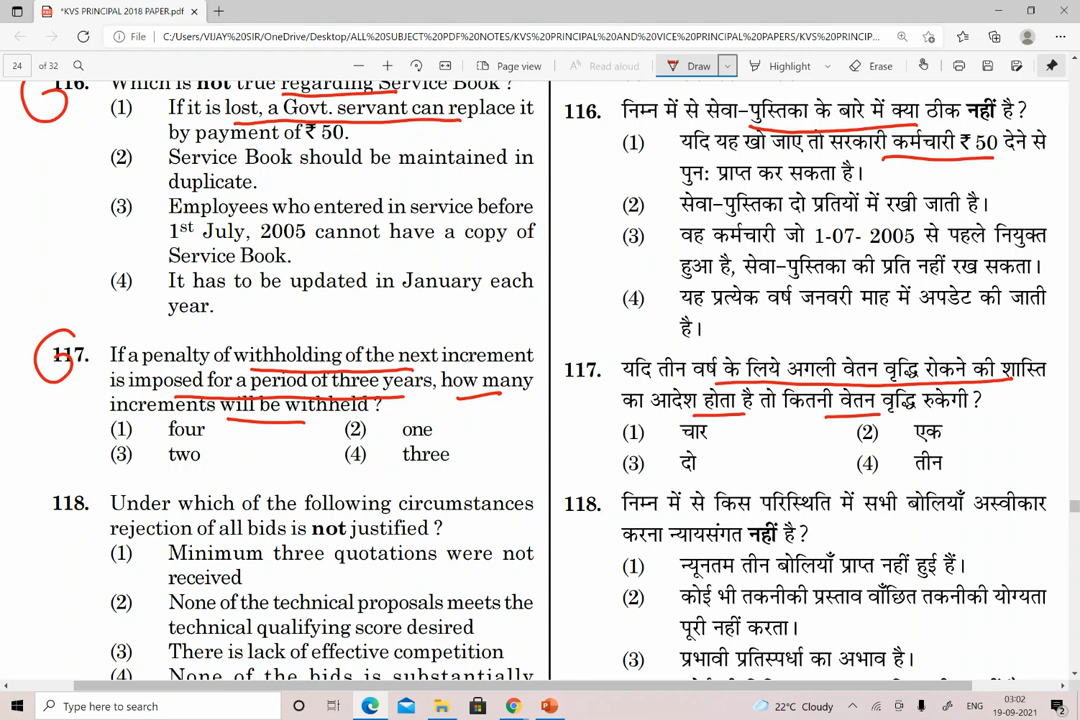 *KVS PRINCIPAL 2018 PAPER.pdf
File
C:/Users/VIJAY%20SIR/OneDrive/Desktop/ALL%20SUBJECT%20PDF%20NOTES/KVS%20PRINCIPAL%20AND%20VICE%20PRINCIPAL%20PAPERS/KVS%20PRINCIPAL%20PAPERS/KVS%20PRINC...
24 of 32
Page view
Read aloud
Draw
Highlight
Erase
116. Which is not true regarding Service Book ?
(1) If it is lost, a Govt. servant can replace it
by payment of ₹ 50.
(2) Service Book should be maintained in
duplicate.
(3) Employees who entered in service before
1st July, 2005 cannot have a copy of
Service Book.
(4) It has to be updated in January each
year.
117. If a penalty of withholding of the next increment
is imposed for a period of three years, how many
increments will be withheld ?
(1) four (2) one
(3) two (4) three
118. Under which of the following circumstances
rejection of all bids is not justified ?
(1) Minimum three quotations were not
received
(2) None of the technical proposals meets the
technical qualifying score desired
(3) There is lack of effective competition
(4) None of the bids is substantially
116. निम्न में से सेवा-पुस्तिका के बारे में क्या ठीक नहीं है ?
(1) यदि यह खो जाए तो सरकारी कर्मचारी ₹ 50 देने से
पुन: प्राप्त कर सकता है।
(2) सेवा-पुस्तिका दो प्रतियों में रखी जाती है।
(3) वह कर्मचारी जो 1-07- 2005 से पहले नियुक्त
हुआ है, सेवा-पुस्तिका की प्रति नहीं रख सकता।
(4) यह प्रत्येक वर्ष जनवरी माह में अपडेट की जाती
है।
117. यदि तीन वर्ष के लिये अगली वेतन वृद्धि रोकने की शास्ति
का आदेश होता है तो कितनी वेतन वृद्धि रुकेगी ?
(1) चार (2) एक
(3) दो (4) तीन
118. निम्न में से किस परिस्थिति में सभी बोलियाँ अस्वीकार
करना न्यायसंगत नहीं है ?
(1) न्यूनतम तीन बोलियाँ प्राप्त नहीं हुई हैं।
(2) कोई भी तकनीकी प्रस्ताव वाँछित तकनीकी योग्यता
पूरी नहीं करता।
(3) प्रभावी प्रतिस्पर्धा का अभाव है।
Type here to search
22°C Cloudy
ENG
03:02
19-09-2021
2